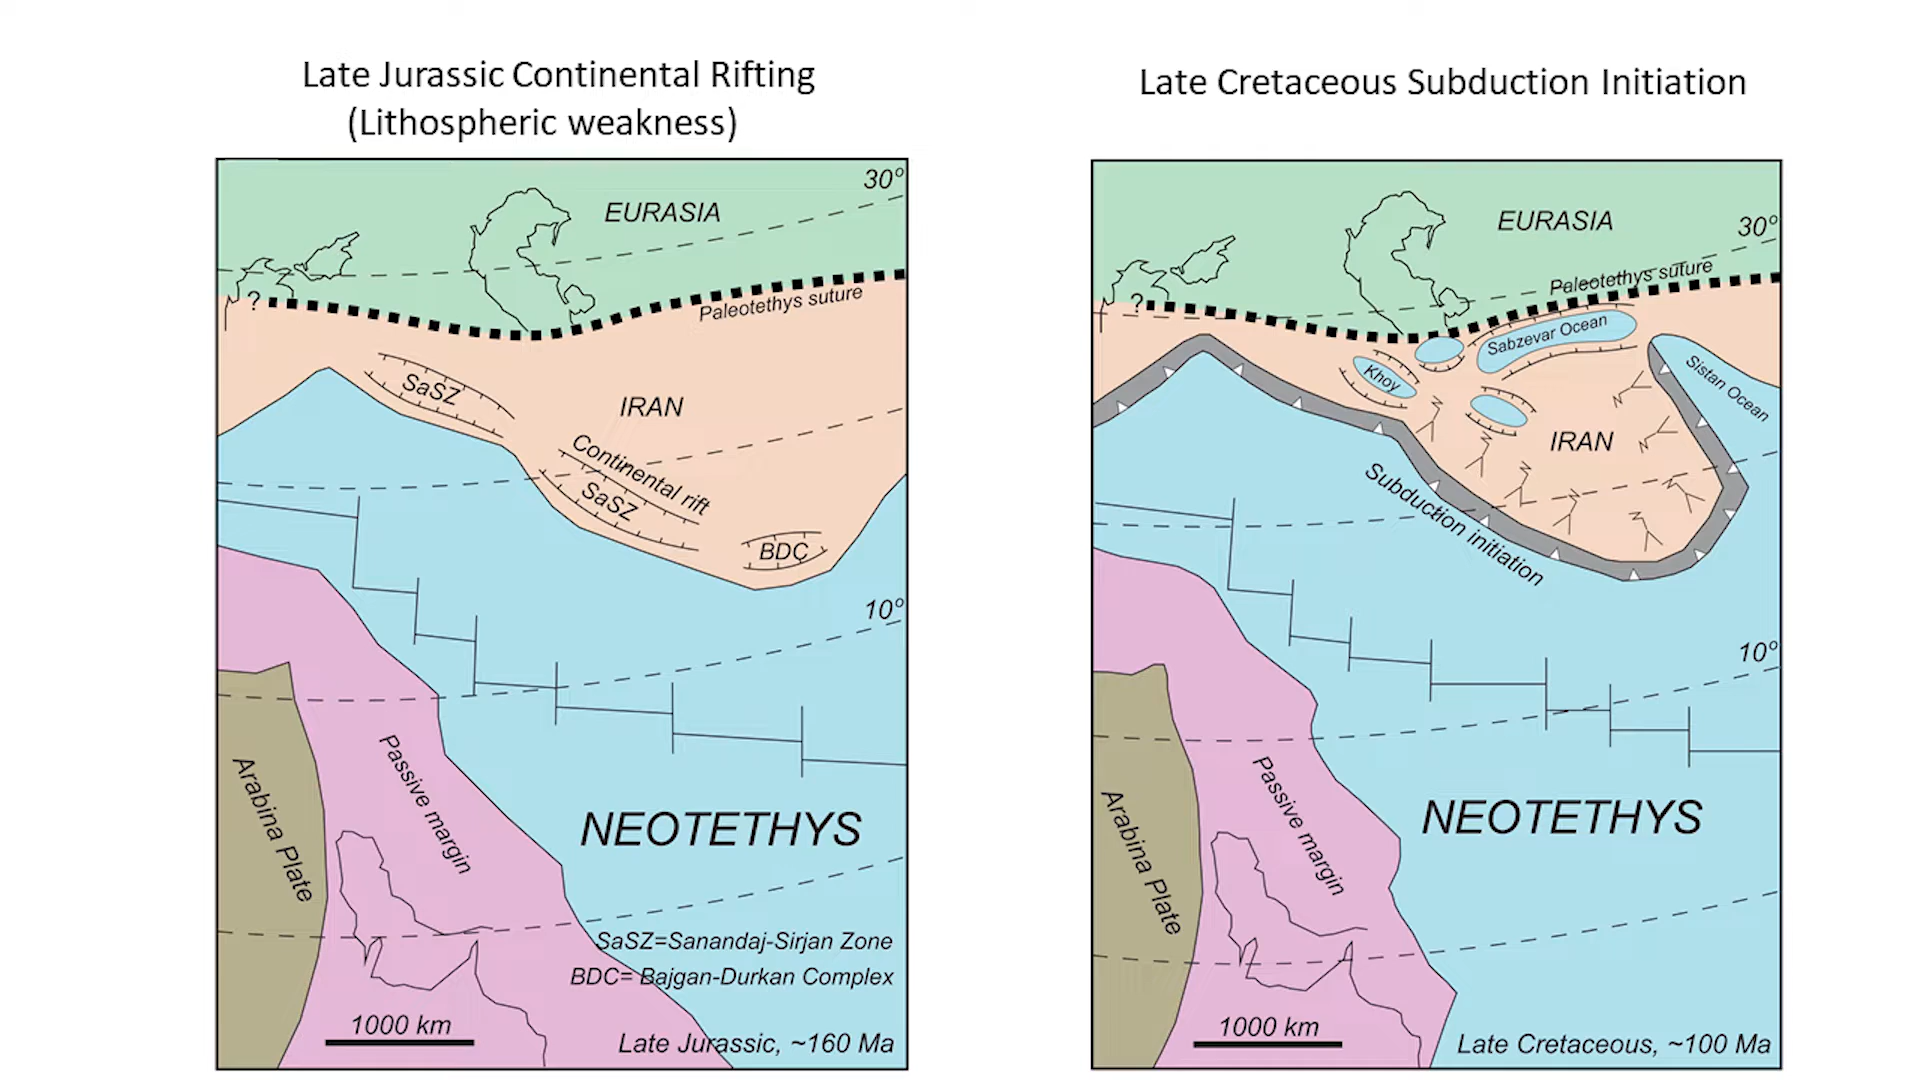 Late Jurassic Continental Rifting
(Lithospheric weakness)
30°
EURASIA
?
Paleotethys suture
SaSZ
IRAN
Continental rift
SaSZ
BDC
10°
Passive margin
Arabina Plate
NEOTETHYS
SaSZ=Sanandaj-Sirjan Zone
BDC= Bajgan-Durkan Complex
1000 km
Late Jurassic, ~160 Ma
Late Cretaceous Subduction Initiation
EURASIA
30°
Paleotethys suture
?
Sabzevar Ocean
Khoy
Sistan Ocean
IRAN
Subduction initiation
10°
Passive margin
Arabina Plate
NEOTETHYS
1000 km
Late Cretaceous, ~100 Ma